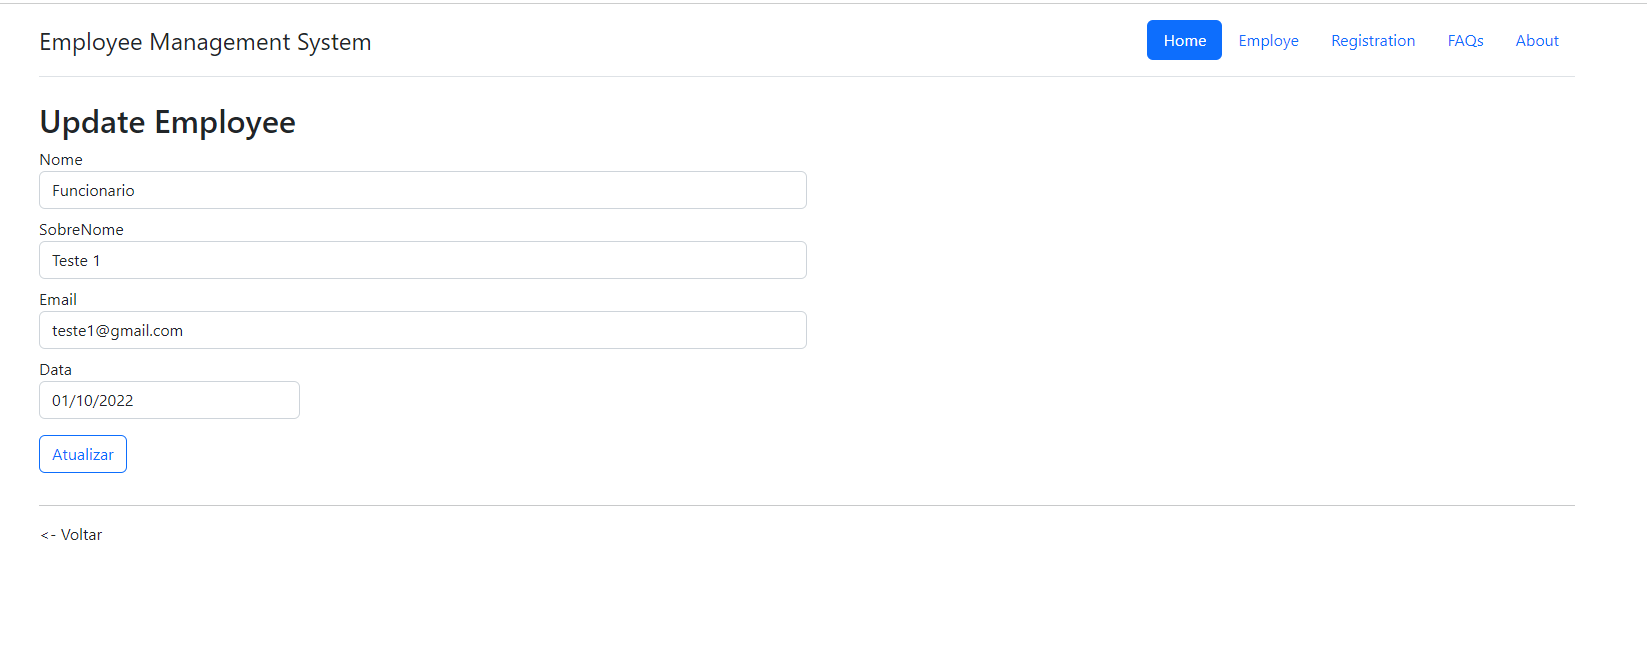 Employee Management System
Home Employe Registration FAQs About
Update Employee
Nome
Funcionario
SobreNome
Teste 1
Email
teste1@gmail.com
Data
01/10/2022
Atualizar
<- Voltar